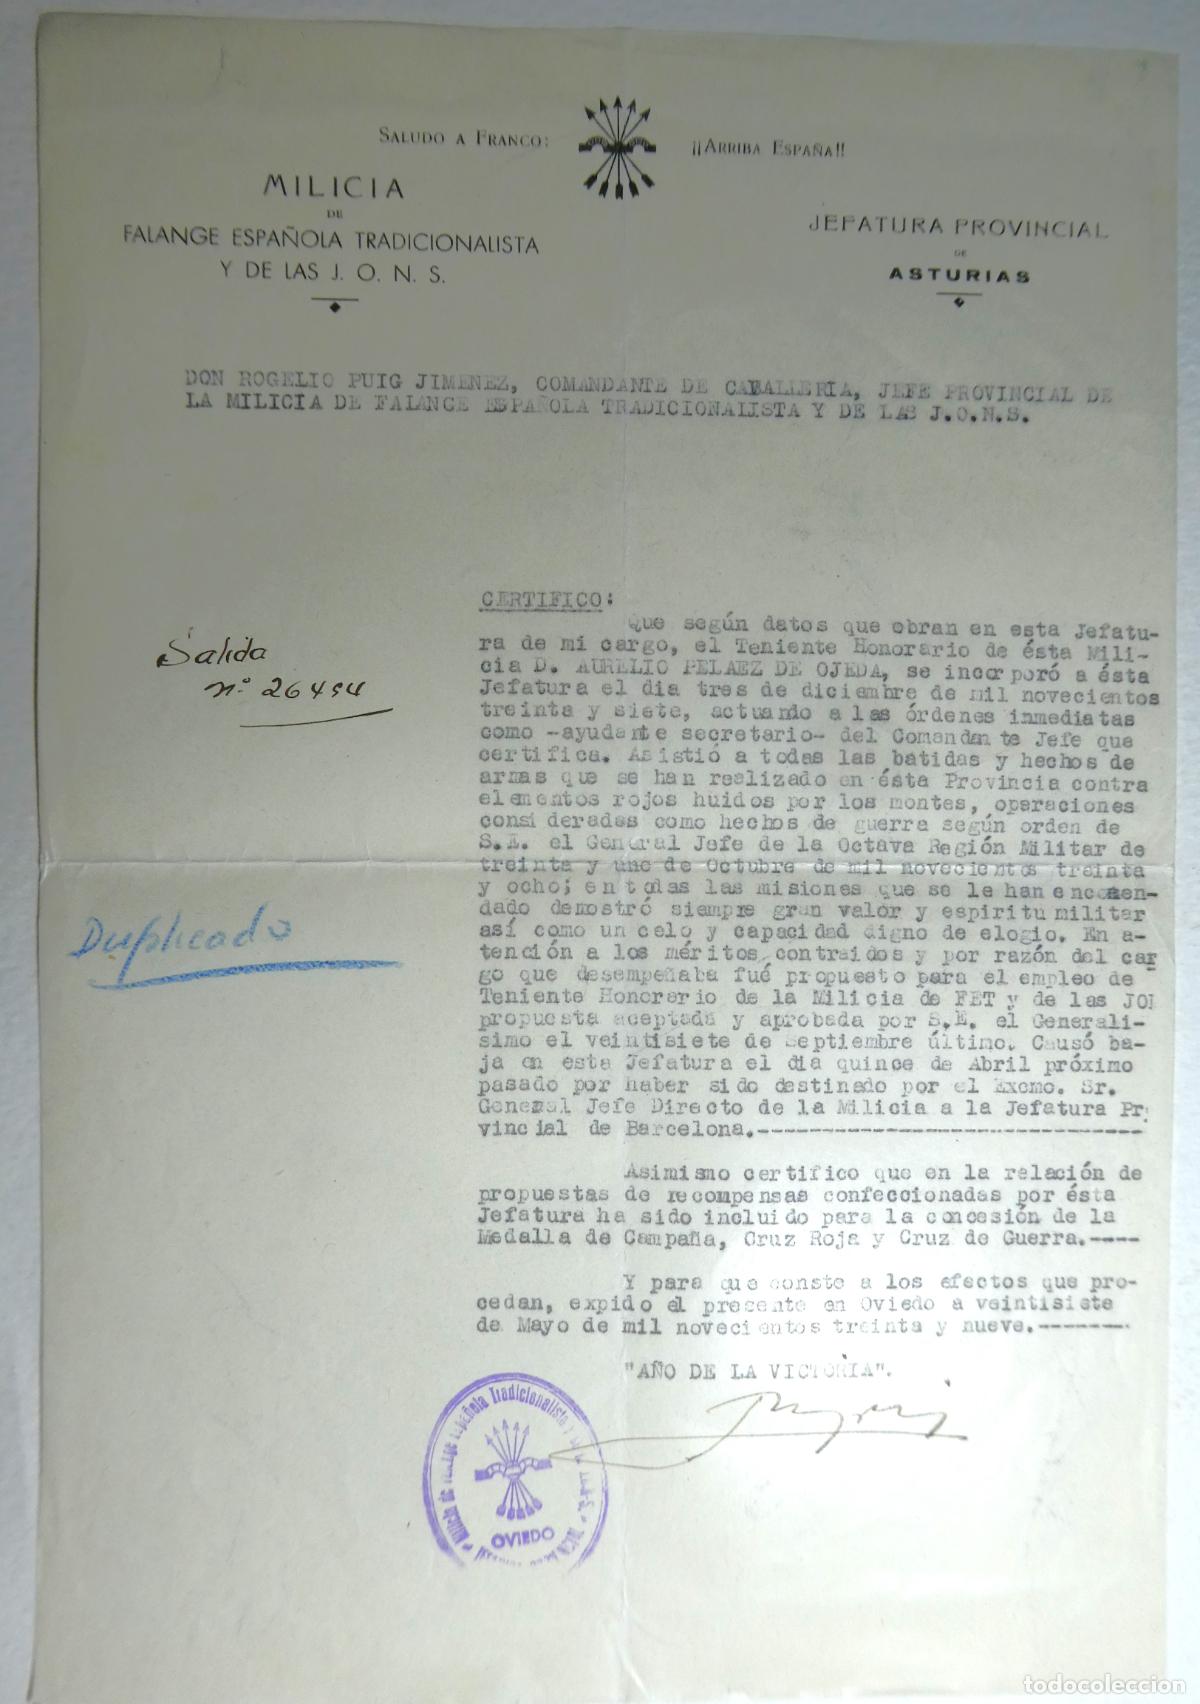 SALUDO A FRANCO:
¡¡ARRIBA ESPAÑA!!
MILICIA
DE
FALANGE ESPAÑOLA TRADICIONALISTA
Y DE LAS J. O. N. S.
JEFATURA PROVINCIAL
DE
ASTURIAS
DON ROGELIO PUIG JIMENEZ, COMANDANTE DE CABALLERIA, JEFE PROVINCIAL DE
LA MILICIA DE FALANGE ESPAÑOLA TRADICIONALISTA Y DE LAS J.O.N.S.
CERTIFICO:
Que según datos que obran en esta Jefatu-
ra de mi cargo, el Teniente Honorario de ésta Mili-
cia D. AURELIO PELAEZ DE OJEDA, se incorporó a ésta
Jefatura el dia tres de diciembre de mil novecientos
treinta y siete, actuando a las órdenes inmediatas
como -ayudante secretario- del Comandante Jefe que
certifica. Asistió a todas las batidas y hechos de
armas que se han realizado en ésta Provincia contra
elementos rojos huidos por los montes, operaciones
consideradas como hechos de guerra según orden de
S.E. el General Jefe de la Octava Región Militar de
treinta y uno de Octubre de mil novecientos treinta
y ocho; en todas las misiones que se le han encomen-
dado demostró siempre gran valor y espiritu militar
así como un celo y capacidad digno de elogio. En a-
tención a los méritos contraidos y por razón del car
go que desempeñaba fué propuesto para el empleo de
Teniente Honorario de la Milicia de FET y de las JO
propuesta aceptada y aprobada por S.E. el Generali-
simo el veintisiete de septiembre último. Causó ba-
ja en esta Jefatura el dia quince de Abril próximo
pasado por haber sido destinado por el Excmo. Sr.
General Jefe Directo de la Milicia a la Jefatura Pr
vincial de Barcelona.------------------------------
Asimismo certifico que en la relación de
propuestas de recompensas confeccionadas por ésta
Jefatura ha sido incluido para la concesión de la
Medalla de Campaña, Cruz Roja y Cruz de Guerra.----
Y para que conste a los efectos que pro-
cedan, expido el presente en Oviedo a veintisiete
de Mayo de mil novecientos treinta y nueve.-------
"AÑO DE LA VICTORIA".
Salida
nº 26494
Duplicado
Milicia de Falange Española Tradicionalista y de las J.O.N.S.
OVIEDO
todocoleccion